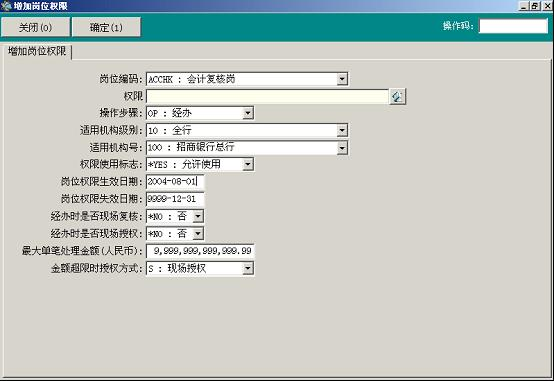 增加岗位权限
关闭(0) 确定(1) 操作码:
增加岗位权限
岗位编码: ACCHK : 会计复核岗
权限
操作步骤: OP : 经办
适用机构级别: 10 : 全行
适用机构号: 100 : 招商银行总行
权限使用标志: *YES : 允许使用
岗位权限生效日期: 2004-08-01
岗位权限失效日期: 9999-12-31
经办时是否现场复核: *NO : 否
经办时是否现场授权: *NO : 否
最大单笔处理金额(人民币): 9,999,999,999,999.99
金额超限时授权方式: S : 现场授权